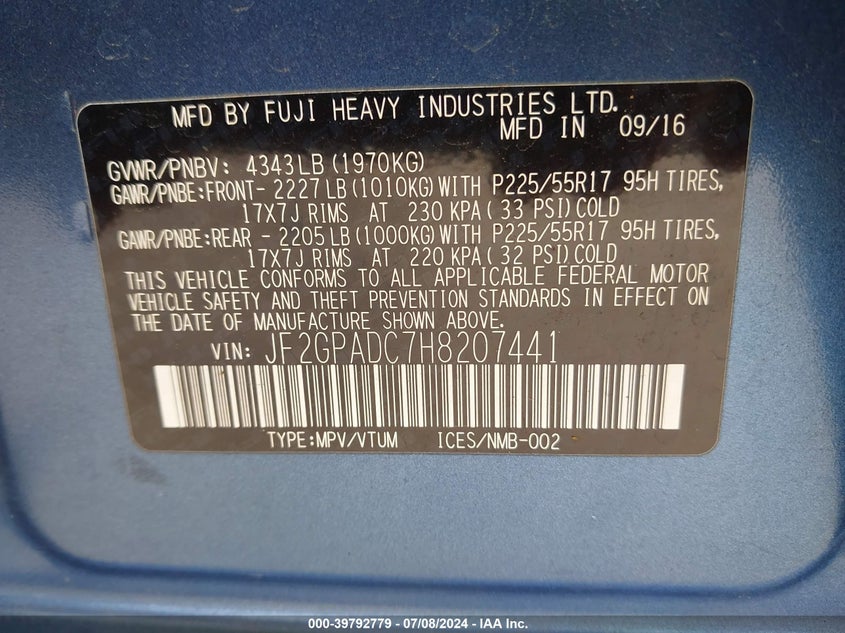 MFD BY FUJI HEAVY INDUSTRIES LTD.
MFD IN 09/16
GVWR/PNBV: 4343LB (1970KG)
GAWR/PNBE:FRONT- 2227LB (1010KG) WITH P225/55R17 95H TIRES,
17X7J RIMS AT 230 KPA( 33 PSI) COLD
GAWR/PNBE:REAR - 2205LB (1000KG) WITH P225/55R17 95H TIRES,
17X7J RIMS AT 220 KPA( 32 PSI) COLD
THIS VEHICLE CONFORMS TO ALL APPLICABLE FEDERAL MOTOR
VEHICLE SAFETY AND THEFT PREVENTION STANDARDS IN EFFECT ON
THE DATE OF MANUFACTURE SHOWN ABOVE.
VIN: JF2GPADC7H8207441
TYPE:MPV/VTUM ICES/NMB-002
000-39792779 - 07/08/2024 - IAA Inc.